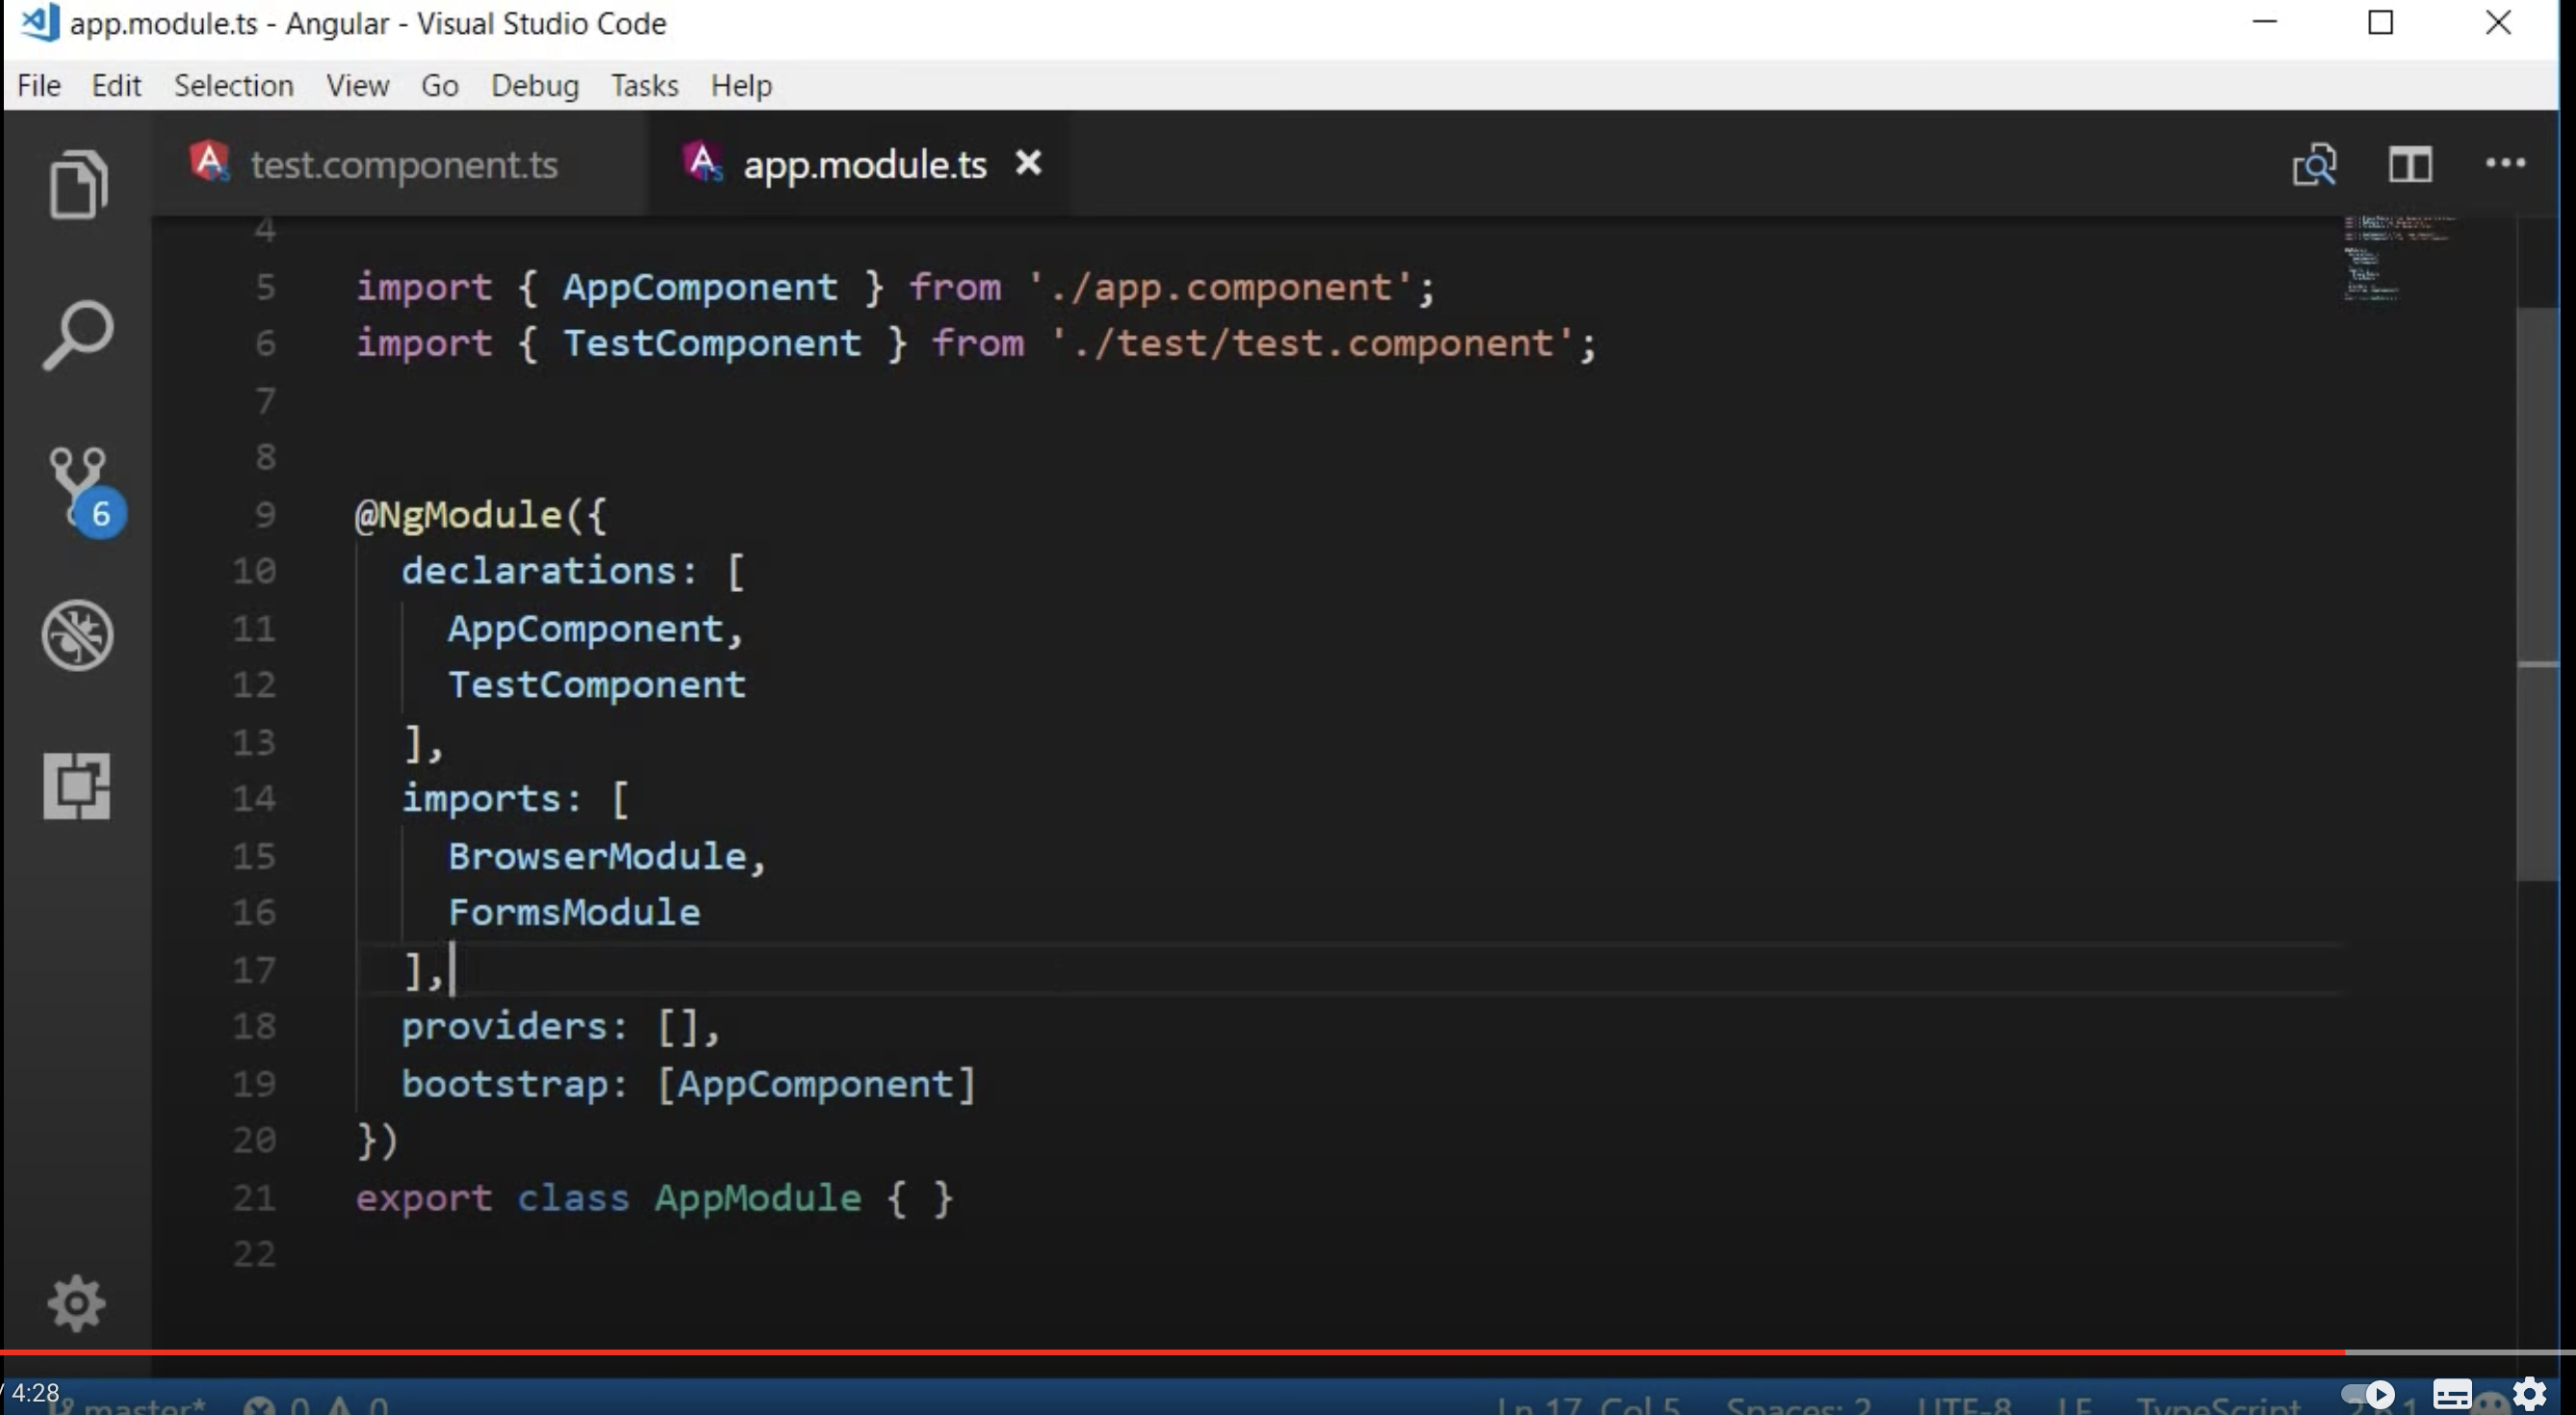 app.module.ts - Angular - Visual Studio Code
File Edit Selection View Go Debug Tasks Help
test.component.ts app.module.ts
4
5 import { AppComponent } from './app.component';
6 import { TestComponent } from './test/test.component';
7
8
9 @NgModule({
10 declarations: [
11 AppComponent,
12 TestComponent
13 ],
14 imports: [
15 BrowserModule,
16 FormsModule
17 ],
18 providers: [],
19 bootstrap: [AppComponent]
20 })
21 export class AppModule { }
22
6
/ 4:28
master* 0 0 Ln 17, Col 5 Spaces: 2 UTF-8 LF TypeScript